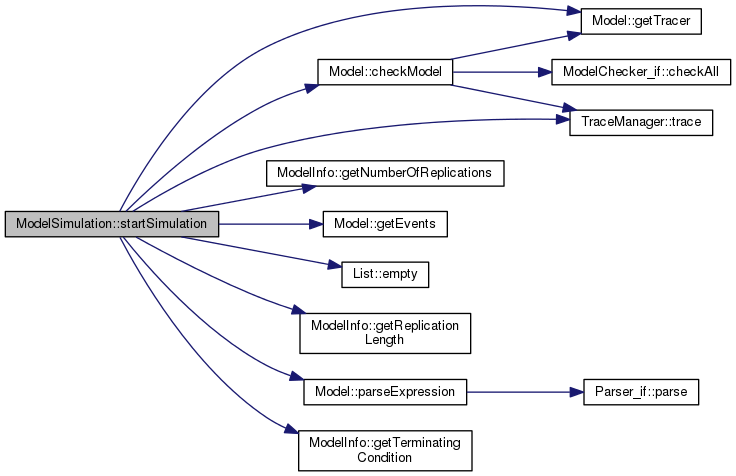 Model::getTracer
Model::checkModel
ModelChecker_if::checkAll
TraceManager::trace
ModelInfo::getNumberOfReplications
ModelSimulation::startSimulation
Model::getEvents
List::empty
ModelInfo::getReplication
Length
Model::parseExpression
Parser_if::parse
ModelInfo::getTerminating
Condition